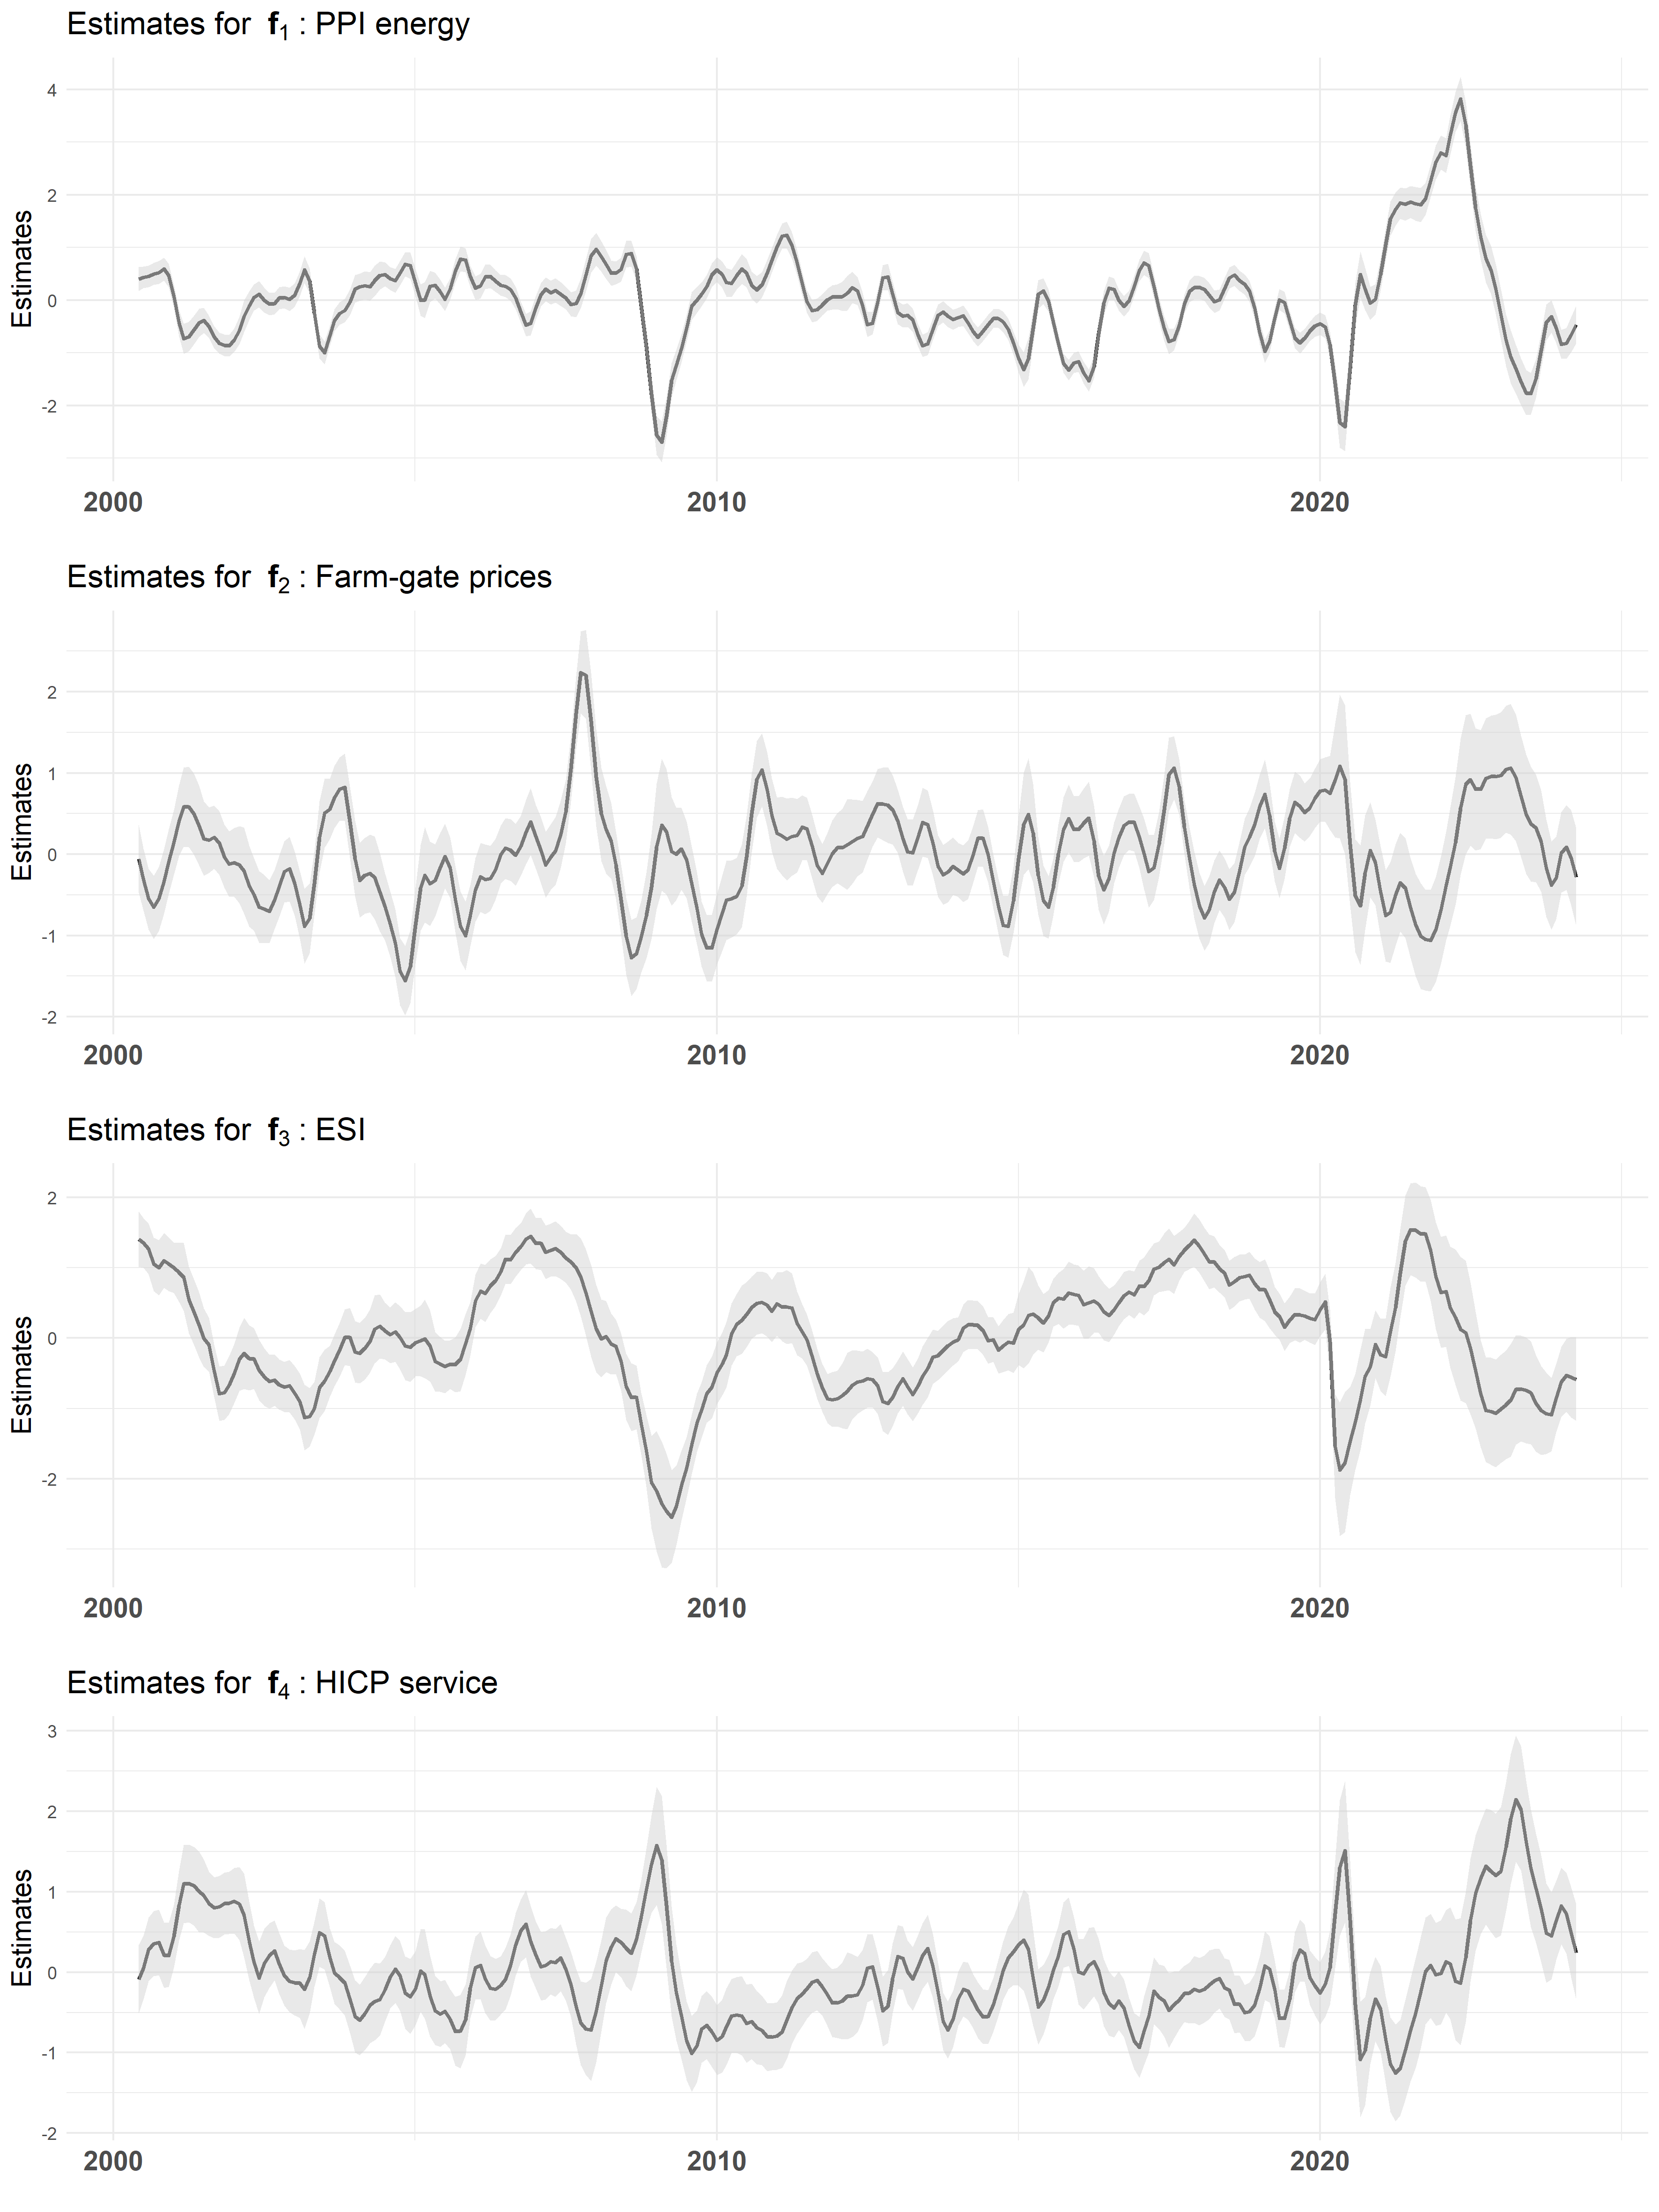 Estimates for f₁ : PPI energy
Estimates
4
2
0
-2
2000 2010 2020
Estimates for f₂ : Farm-gate prices
Estimates
2
1
0
-1
-2
2000 2010 2020
Estimates for f₃ : ESI
Estimates
2
0
-2
2000 2010 2020
Estimates for f₄ : HICP service
Estimates
3
2
1
0
-1
-2
2000 2010 2020